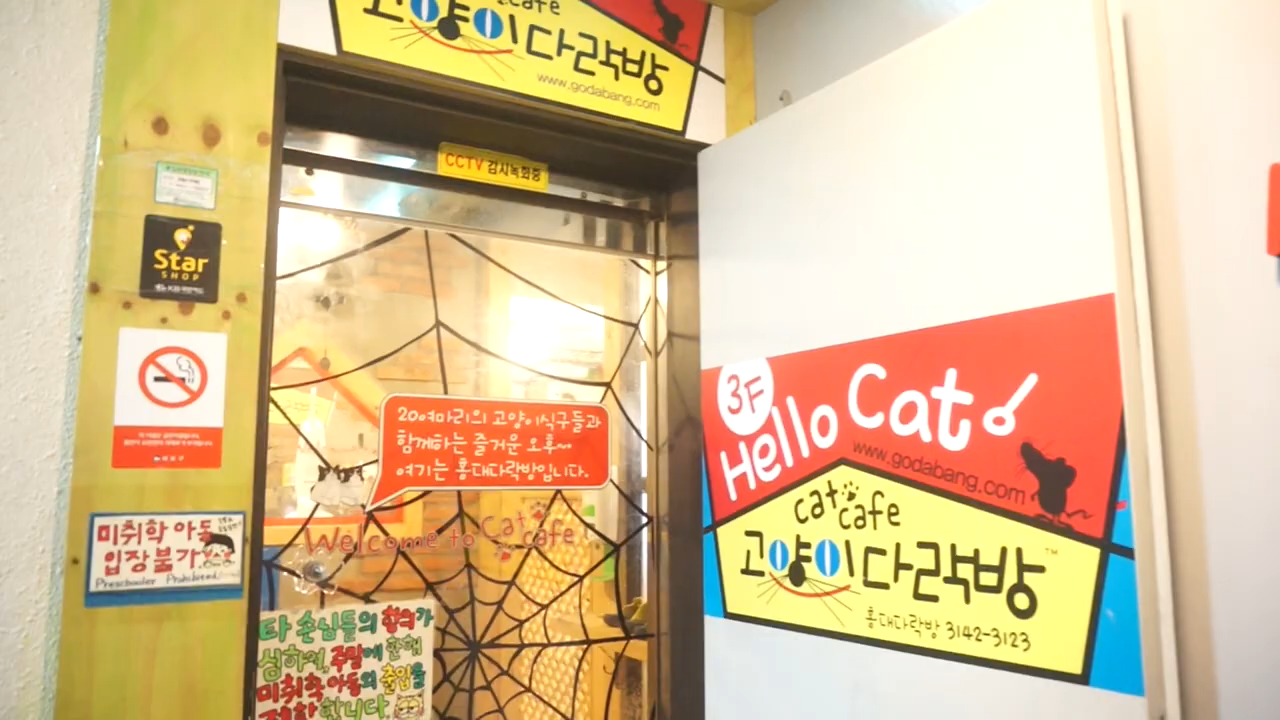 cafe
고양이다락방
www.godabang.com
CCTV 감시녹화중
Star
SHOP
20여마리의 고양이식구들과
함께하는 즐거운 오후~
여기는 홍대다락방입니다.
Welcome to Cat cafe
미취학 아동
입장불가
Preschooler Prohibited
타 손님들의 항의가
심하여, 주말에 한해
미취학 아동의 출입을
제한합니다
3F
Hello Cat
www.godabang.com
cat cafe
고양이다락방™
홍대다락방 3142-3123